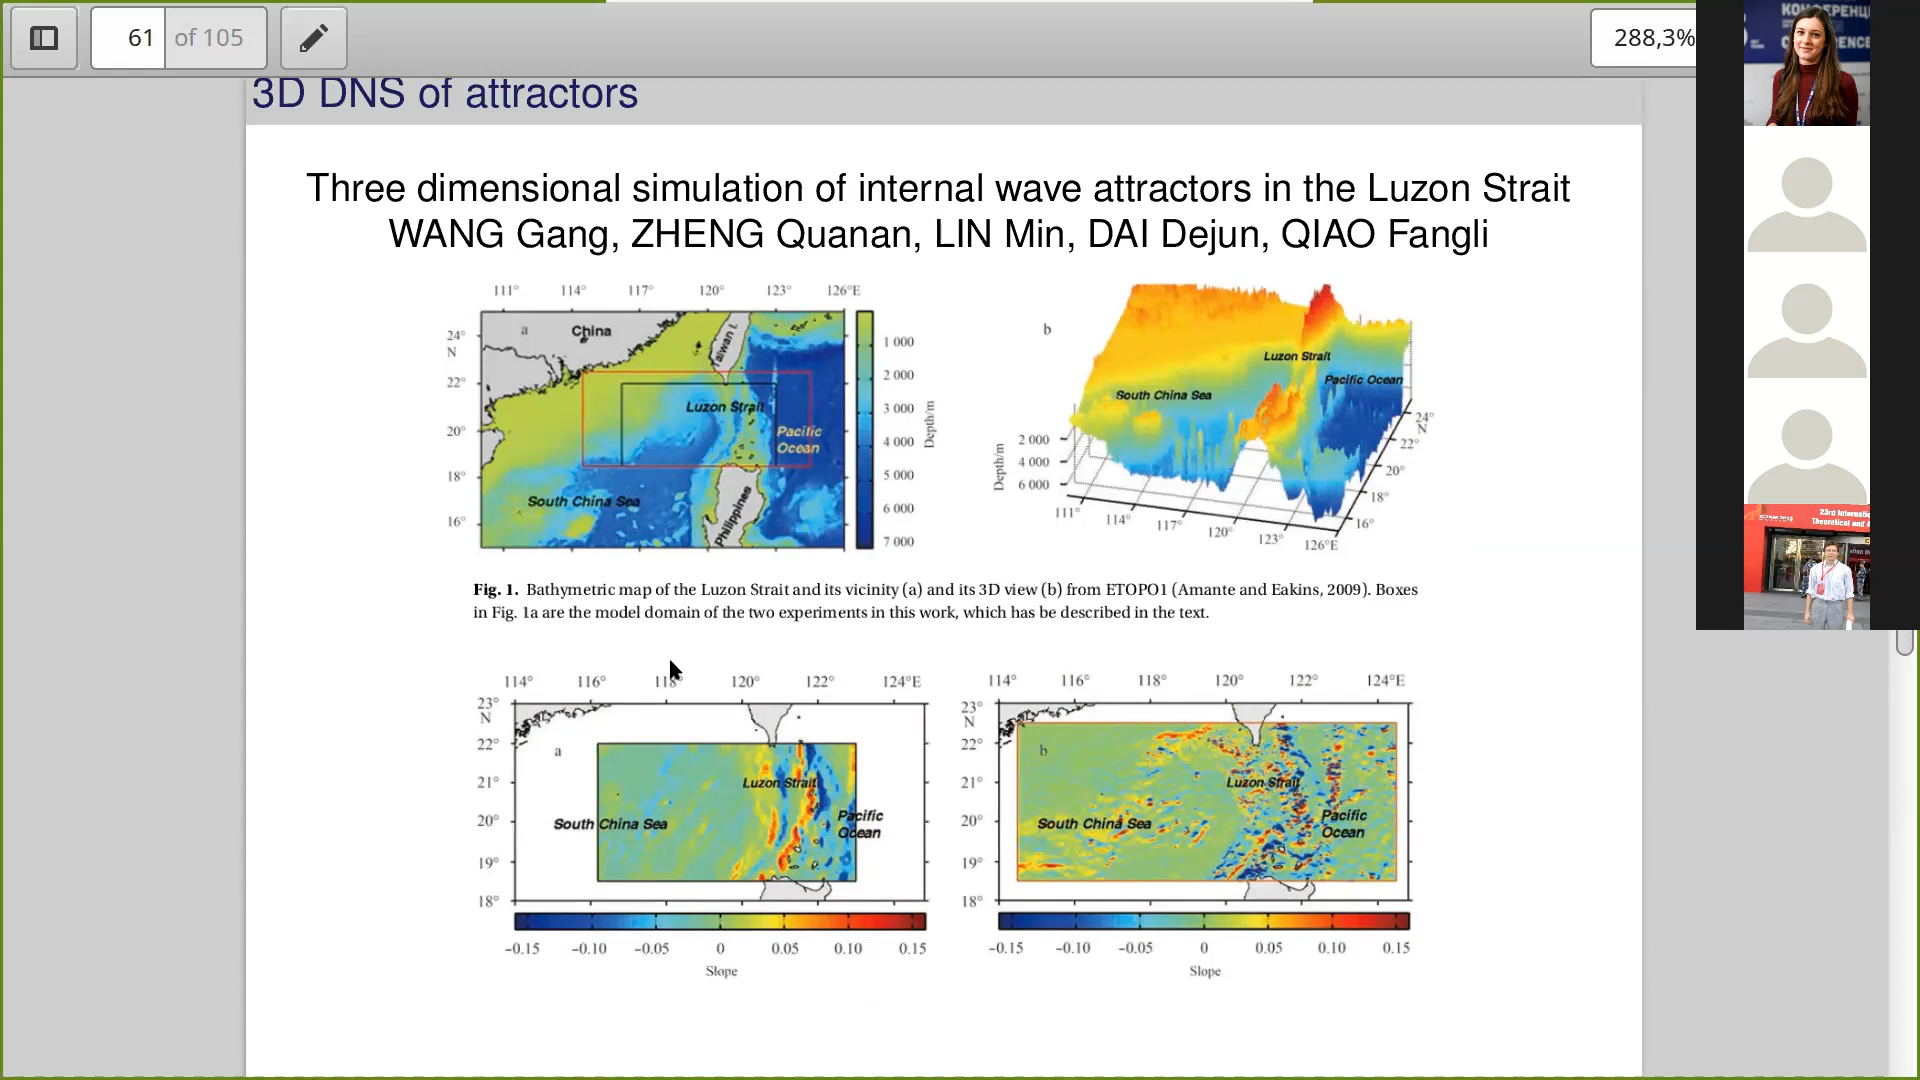 61 of 105
288,3%
3D DNS of attractors
Three dimensional simulation of internal wave attractors in the Luzon Strait
WANG Gang, ZHENG Quanan, LIN Min, DAI Dejun, QIAO Fangli
111° 114° 117° 120° 123° 126°E
24°
N
22°
20°
18°
16°
a
China
Taiwan I.
Luzon Strait
Pacific
Ocean
South China Sea
Philippines
1 000
2 000
3 000
4 000
5 000
6 000
7 000
Depth/m
b
Luzon Strait
Pacific Ocean
South China Sea
Depth/m
2 000
4 000
6 000
111° 114° 117° 120° 123° 126°E
24°
N
22°
20°
18°
16°
Fig. 1. Bathymetric map of the Luzon Strait and its vicinity (a) and its 3D view (b) from ETOPO1 (Amante and Eakins, 2009). Boxes
in Fig. 1a are the model domain of the two experiments in this work, which has be described in the text.
114° 116° 118° 120° 122° 124°E
23°
N
22°
21°
20°
19°
18°
a
Luzon Strait
South China Sea
Pacific
Ocean
−0.15 −0.10 −0.05 0 0.05 0.10 0.15
Slope
114° 116° 118° 120° 122° 124°E
23°
N
22°
21°
20°
19°
18°
b
Luzon Strait
South China Sea
Pacific
Ocean
−0.15 −0.10 −0.05 0 0.05 0.10 0.15
Slope
КОНФЕРЕНЦ
ENCE
23rd Internatio
Theoretical and A